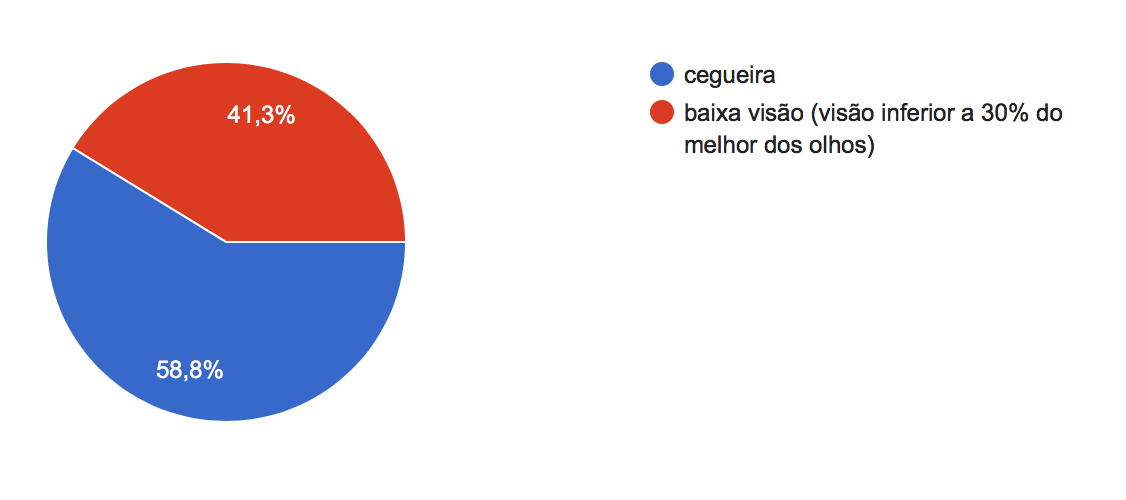 41,3%
58,8%
cegueira
baixa visão (visão inferior a 30% do
melhor dos olhos)